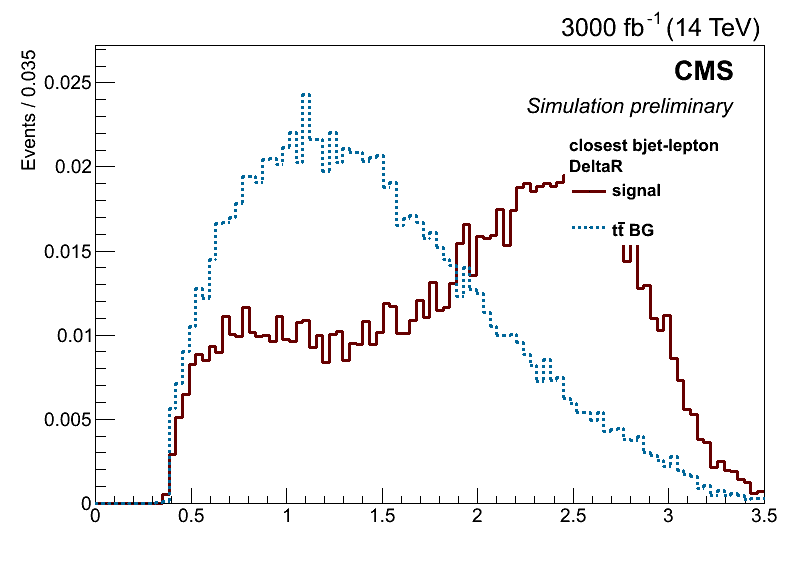 3000 fb⁻¹ (14 TeV)
Events / 0.035
CMS
Simulation preliminary
closest bjet-lepton
DeltaR
signal
tt̄ BG
0.025
0.02
0.015
0.01
0.005
0
0 0.5 1 1.5 2 2.5 3 3.5